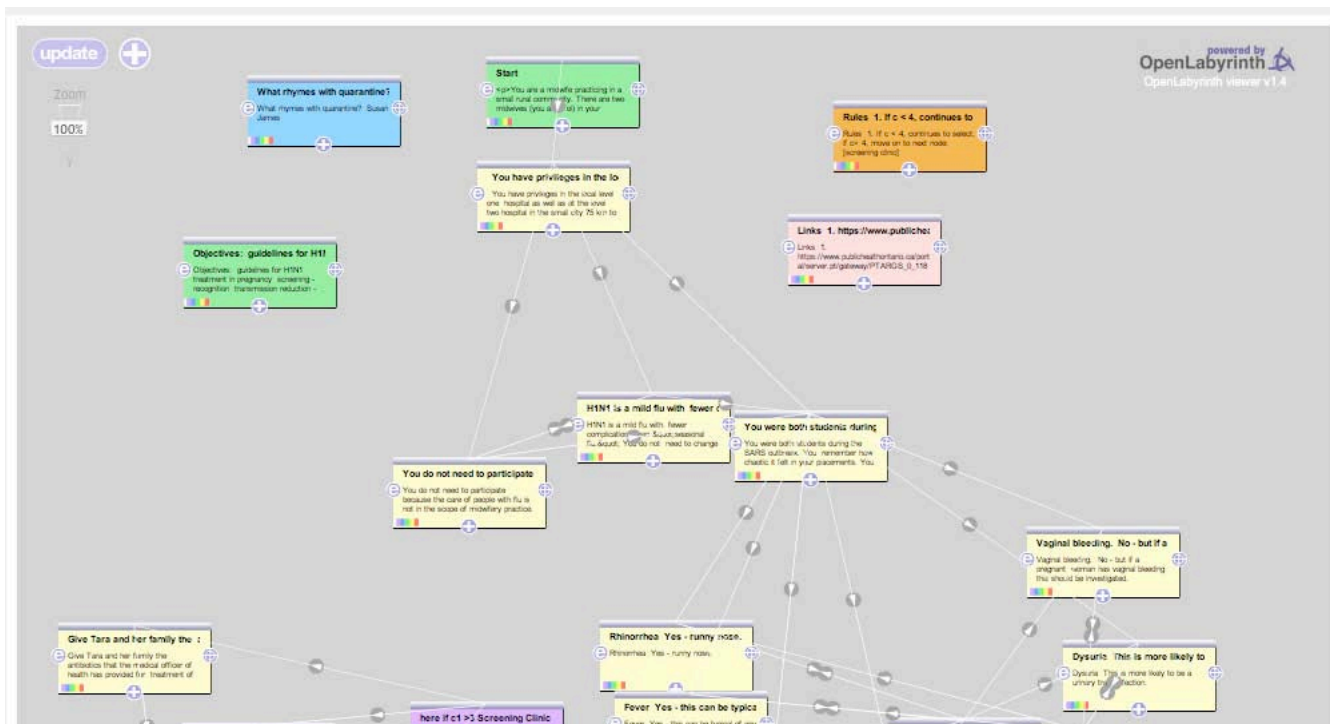 update
Zoom
100%
powered by
OpenLabyrinth
OpenLabyrinth viewer v1.4
What rhymes with quarantine?
What rhymes with quarantine? Susan
James
Start
<p>You are a midwife practicing in a
small rural community. There are two
midwives (you in your
Rules 1. If c < 4, continues to
Rules 1. If c < 4, continues to select.
if c= 4, move on to next node.
[screening clinic]
You have privileges in the lo
You have privileges in the local level
one hospital as well as at the level
two hospital in the small city 75 km to
Objectives: guidelines for H1
Objectives: guidelines for H1N1
treatment in pregnancy screening -
recognition transmission reduction -
Links 1. https://www.publichea
Links 1.
https://www.publichealthontario.ca/port
al/server.pt/gateway/PTARGS_0_118
H1N1 is a mild flu with fewer
H1N1 is a mild flu with fewer
&quot;seasonal
flu.&quot; You do not need to change
You were both students during
You were both students during the
SARS outbreak. You remember how
chaotic it felt in your placements. You
You do not need to participate
You do not need to participate
because the care of people with flu is
not in the scope of midwifery practice.
Vaginal bleeding. No - but if a
Vaginal bleeding. No - but if a
pregnant woman has vaginal bleeding
this should be investigated.
Give Tara and her family the
Give Tara and her family the
antibiotics that the medical officer of
health has provided for treatment of
Rhinorrhea Yes - runny nose.
Rhinorrhea Yes - runny nose.
Dysuria This is more likely to
Dysuria This is more likely to be a
urinary
here if c1 >3 Screening Clinic
Fever Yes - this can be typica